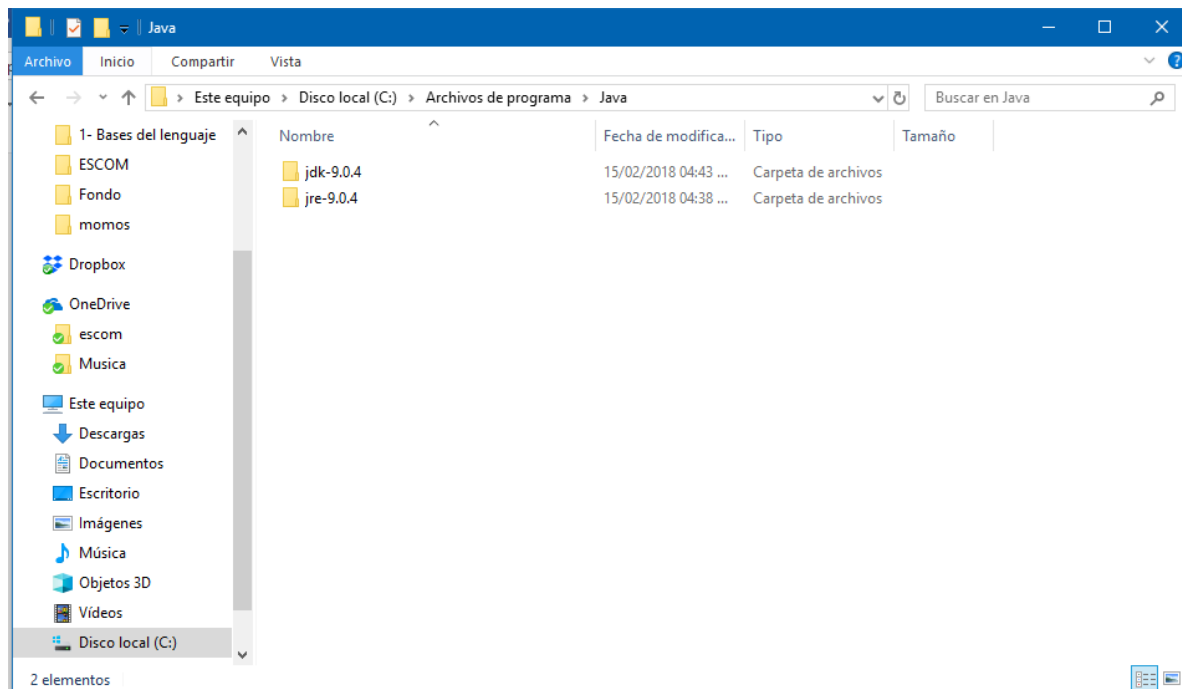 Java
Archivo Inicio Compartir Vista
Este equipo > Disco local (C:) > Archivos de programa > Java
Buscar en Java
1- Bases del lenguaje
ESCOM
Fondo
momos
Dropbox
OneDrive
escom
Musica
Este equipo
Descargas
Documentos
Escritorio
Imágenes
Música
Objetos 3D
Vídeos
Disco local (C:)
Nombre Fecha de modifica... Tipo Tamaño
jdk-9.0.4 15/02/2018 04:43 ... Carpeta de archivos
jre-9.0.4 15/02/2018 04:38 ... Carpeta de archivos
2 elementos